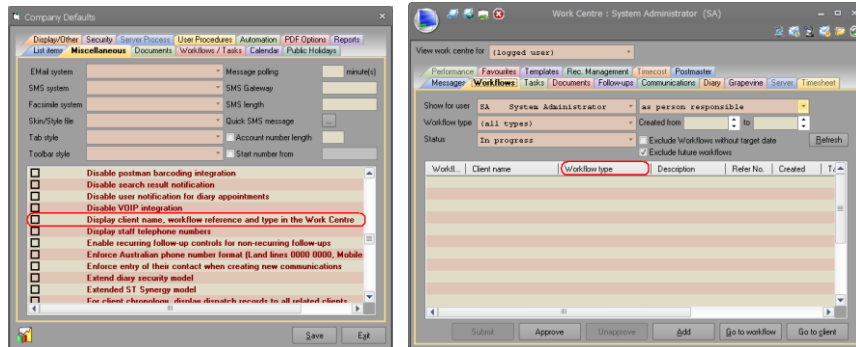 Company Defaults
Display/Other Security Server Process User Procedures Automation PDF Options Reports
List items Miscellaneous Documents Workflows / Tasks Calendar Public Holidays
EMail system Message polling minute(s)
SMS system SMS Gateway
Facsimile system SMS length
Skin/Style file Quick SMS message ...
Tab style Account number length
Toolbar style Start number from
Disable postman barcoding integration
Disable search result notification
Disable user notification for diary appointments
Disable VOIP integration
Display client name, workflow reference and type in the Work Centre
Display staff telephone numbers
Enable recurring follow-up controls for non-recurring follow-ups
Enforce Australian phone number format (Land lines 0000 0000, Mobile
Enforce entry of their contact when creating new communications
Extend diary security model
Extended ST Synergy model
For client chronology, display dispatch records to all related clients
Save Exit
Work Centre : System Administrator (SA)
View work centre for (logged user)
Performance Favourites Templates Rec. Management Timecost Postmaster
Messages Workflows Tasks Documents Follow-ups Communications Diary Grapevine Server Timesheet
Show for user SA System Administrator as person responsible
Workflow type (all types) Created from to
Status In progress Exclude Workflows without target date Refresh
Exclude future workflows
Workfl... Client name Workflow type Description Refer No. Created
Submit Approve Unapprove Add Go to workflow Go to client